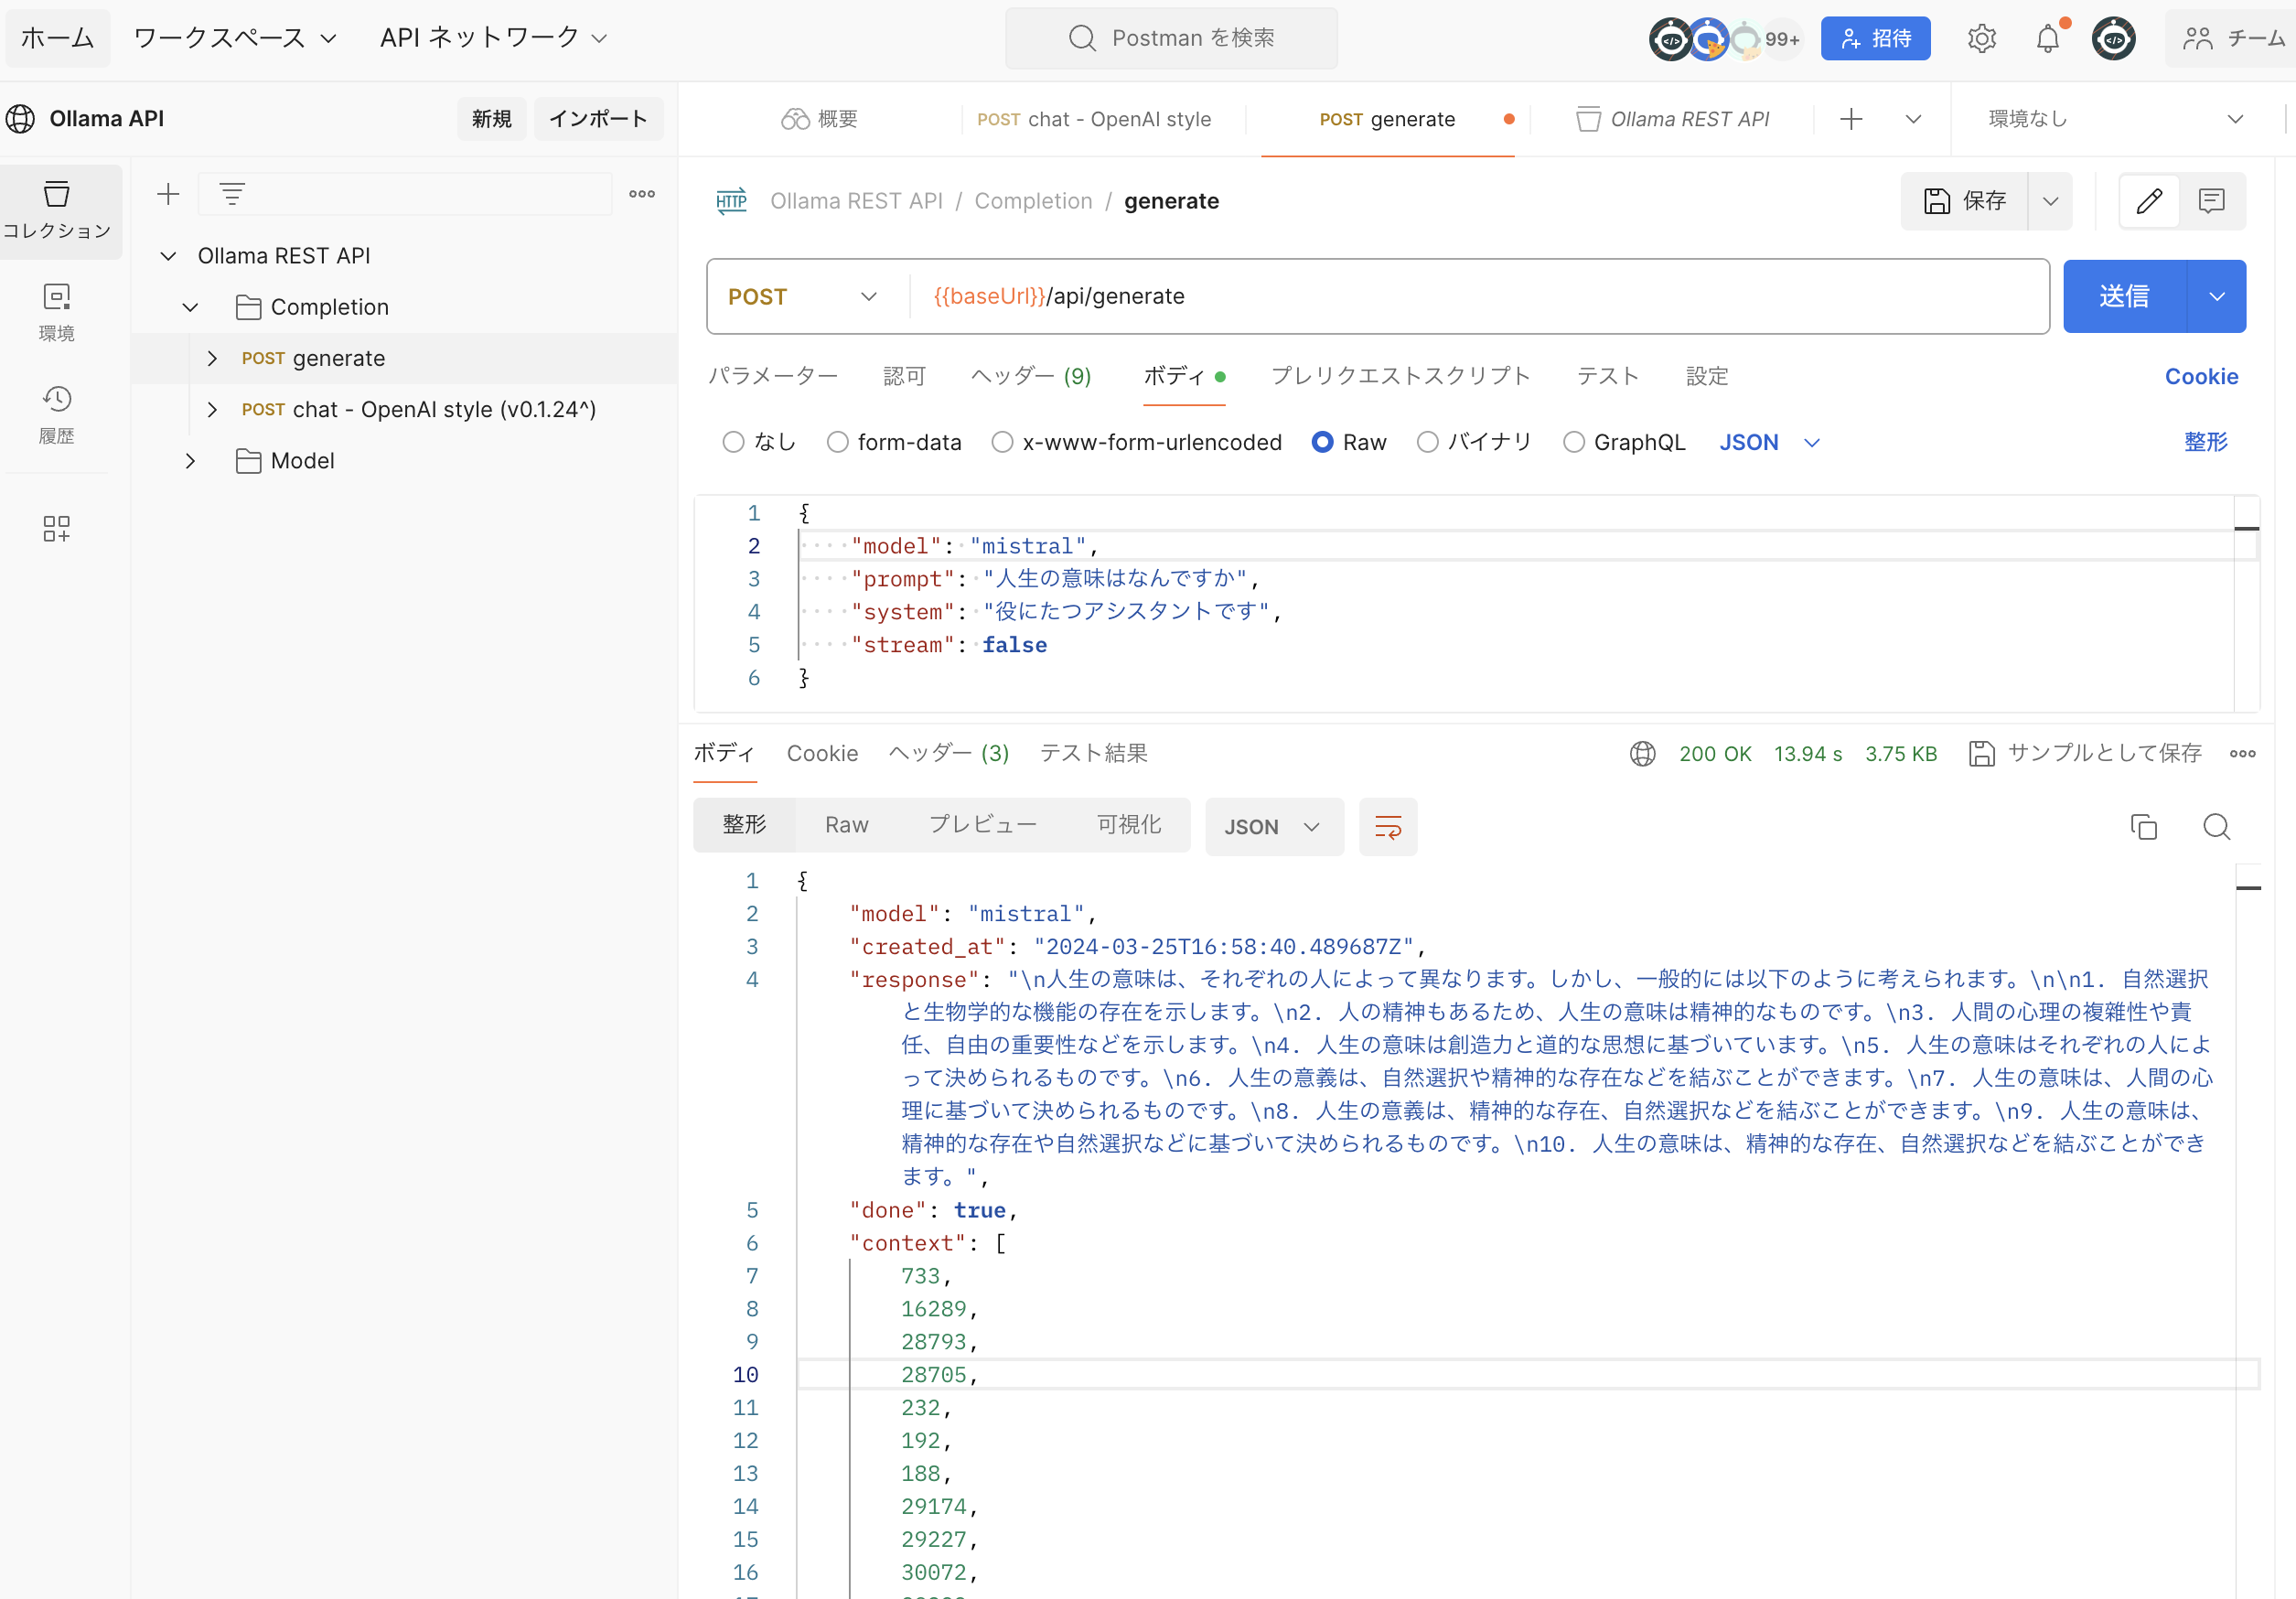 ホーム ワークスペース API ネットワーク Postman を検索 99+ 招待 チーム
Ollama API 新規 インポート 概要 POST chat - OpenAI style POST generate Ollama REST API 環境なし
コレクション
環境
履歴
Ollama REST API
Completion
POST generate
POST chat - OpenAI style (v0.1.24^)
Model
HTTP Ollama REST API / Completion / generate 保存
POST {{baseUrl}}/api/generate 送信
パラメーター 認可 ヘッダー (9) ボディ プレリクエストスクリプト テスト 設定 Cookie
なし form-data x-www-form-urlencoded Raw バイナリ GraphQL JSON 整形
1 {
2 "model": "mistral",
3 "prompt": "人生の意味はなんですか",
4 "system": "役にたつアシスタントです",
5 "stream": false
6 }
ボディ Cookie ヘッダー (3) テスト結果 200 OK 13.94 s 3.75 KB サンプルとして保存
整形 Raw プレビュー 可視化 JSON
1 {
2 "model": "mistral",
3 "created_at": "2024-03-25T16:58:40.489687Z",
4 "response": "\n人生の意味は、それぞれの人によって異なります。しかし、一般的には以下のように考えられます。\n\n1. 自然選択
と生物学的な機能の存在を示します。\n2. 人の精神もあるため、人生の意味は精神的なものです。\n3. 人間の心理の複雑性や責
任、自由の重要性などを示します。\n4. 人生の意味は創造力と道的な思想に基づいています。\n5. 人生の意味はそれぞれの人によ
って決められるものです。\n6. 人生の意義は、自然選択や精神的な存在などを結ぶことができます。\n7. 人生の意味は、人間の心
理に基づいて決められるものです。\n8. 人生の意義は、精神的な存在、自然選択などを結ぶことができます。\n9. 人生の意味は、
精神的な存在や自然選択などに基づいて決められるものです。\n10. 人生の意味は、精神的な存在、自然選択などを結ぶことができ
ます。",
5 "done": true,
6 "context": [
7 733,
8 16289,
9 28793,
10 28705,
11 232,
12 192,
13 188,
14 29174,
15 29227,
16 30072,